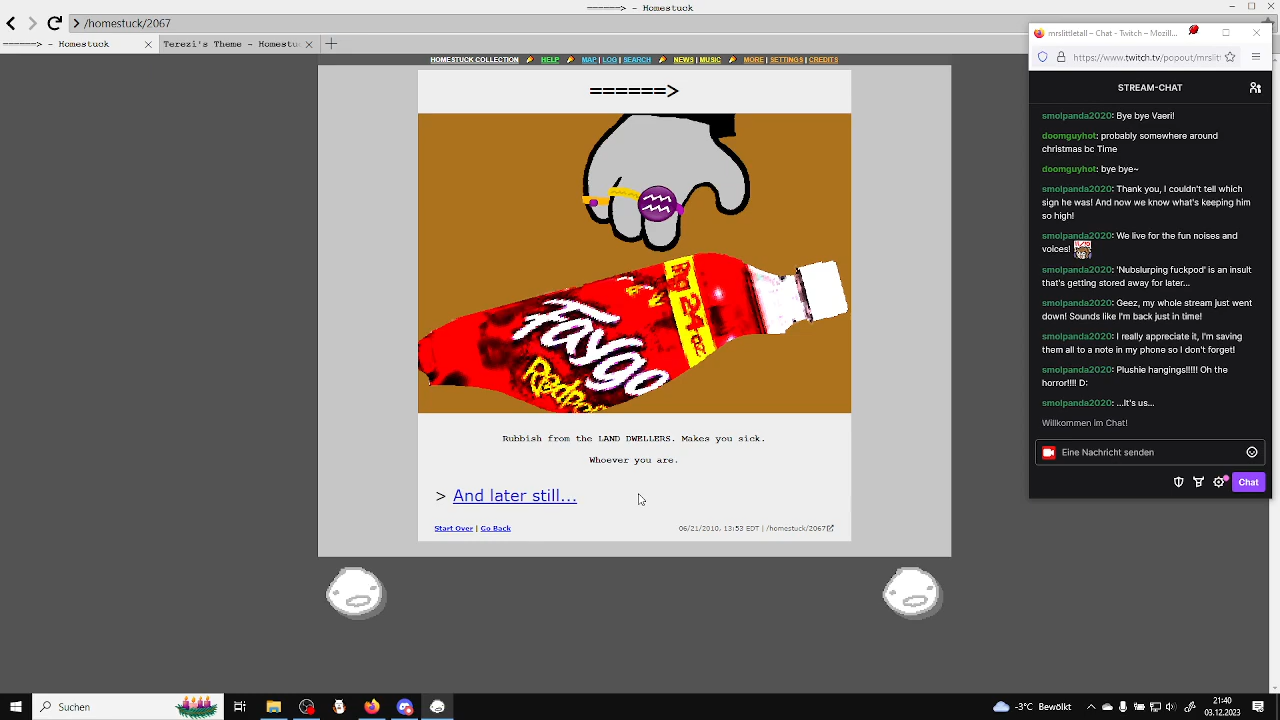 ======> - Homestuck
/homestuck/2067
======> - Homestuck
Terezi's Theme - Homestu
HOMESTUCK COLLECTION HELP MAP | LOG | SEARCH NEWS | MUSIC MORE | SETTINGS | CREDITS
======>
24 oz
Faygo
Rubbish from the LAND DWELLERS. Makes you sick.
Whoever you are.
> And later still...
Start Over | Go Back
06/21/2010, 13:53 EDT | /homestuck/2067
mrslittletall – Chat - Twitch – Mozill...
https://www.twitch.tv/popout/mrslit
STREAM-CHAT
smolpanda2020: Bye bye Vaeri!
doomguyhot: probably somewhere around
christmas bc Time
doomguyhot: bye bye~
smolpanda2020: Thank you, I couldn't tell which
sign he was! And now we know what's keeping him
so high!
smolpanda2020: We live for the fun noises and
voices!
smolpanda2020: 'Nubslurping fuckpod' is an insult
that's getting stored away for later...
smolpanda2020: Geez, my whole stream just went
down! Sounds like I'm back just in time!
smolpanda2020: I really appreciate it, I'm saving
them all to a note in my phone so I don't forget!
smolpanda2020: Plushie hangings!!!!! Oh the
horror!!!! D:
smolpanda2020: ...It's us...
Willkommen im Chat!
Eine Nachricht senden
Chat
Suchen
-3°C Bewölkt
21:40
03.12.2023